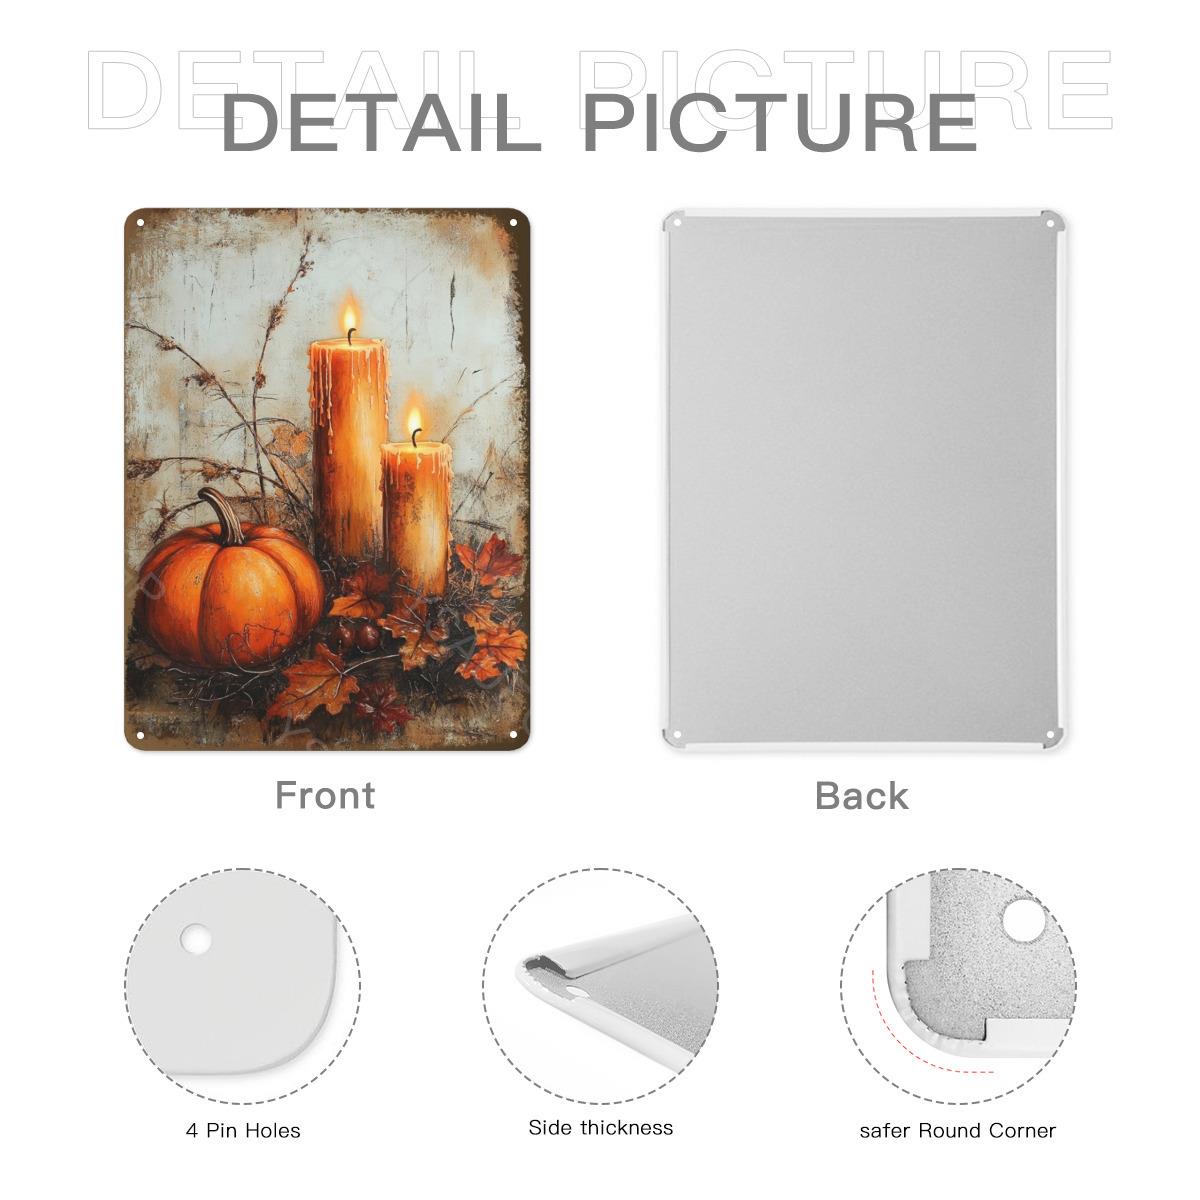 DETAIL PICTURE
DETAIL PICTURE
Front
Back
4 Pin Holes
Side thickness
safer Round Corner